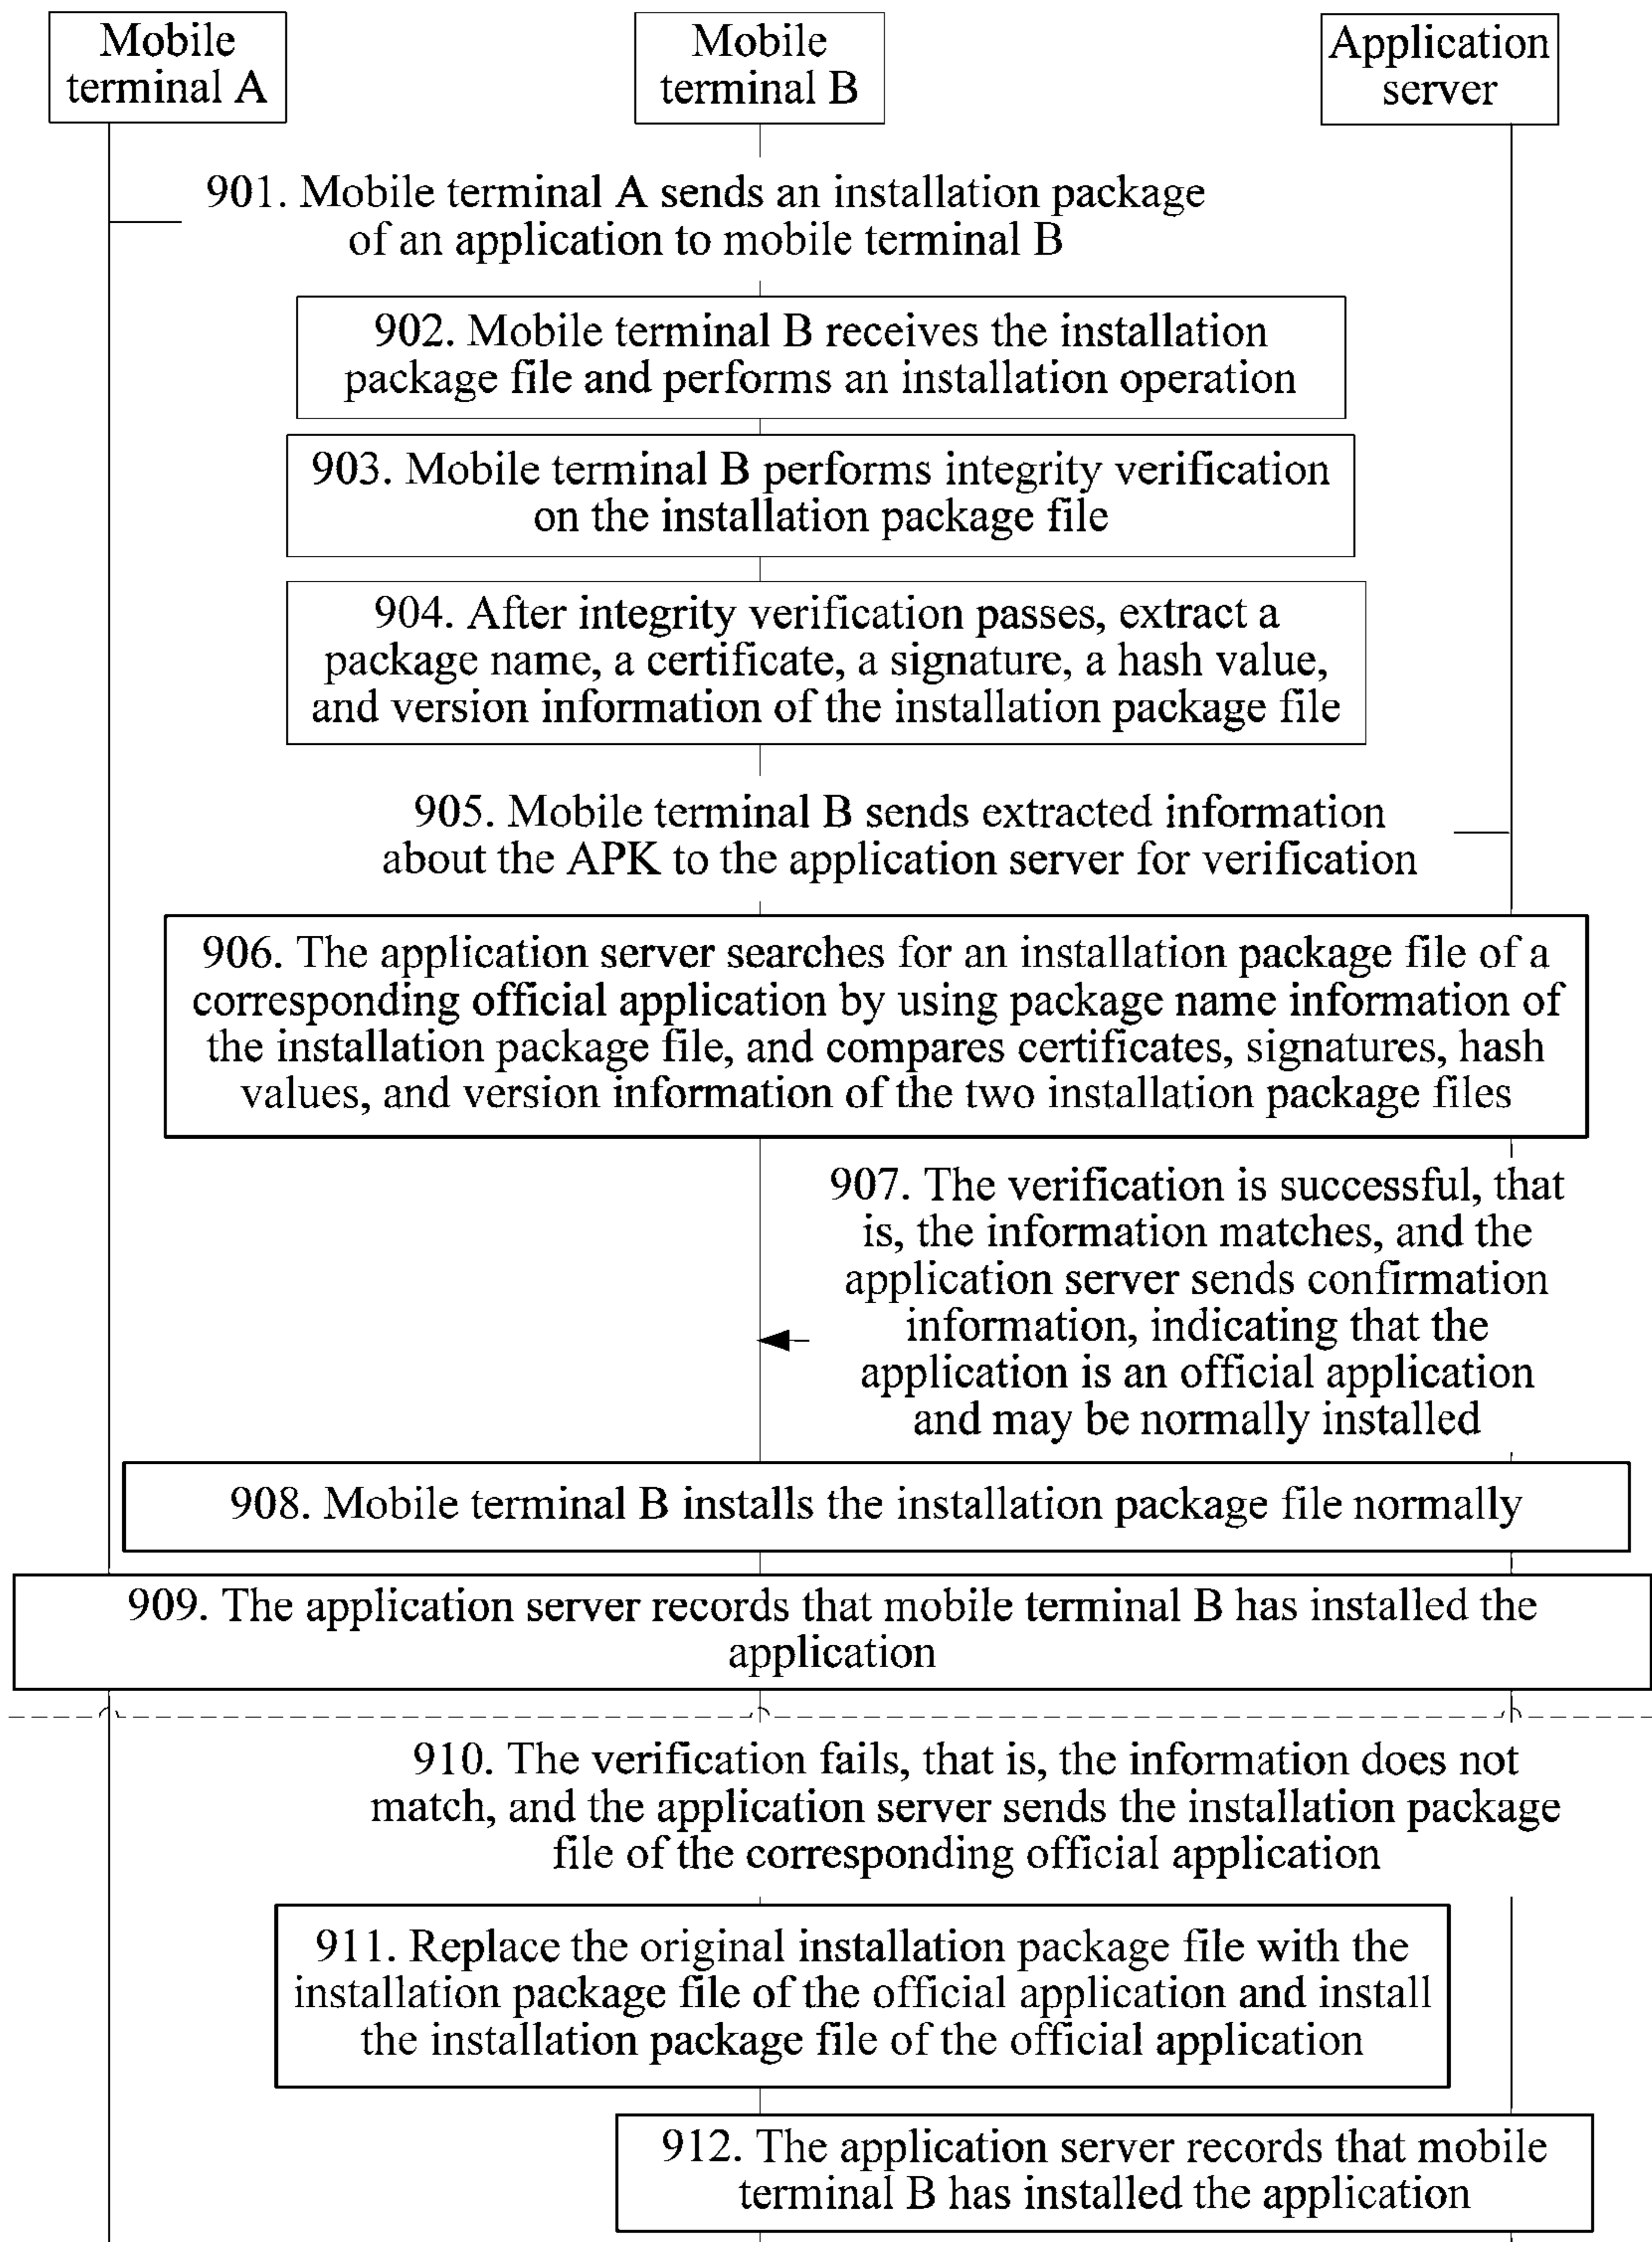 Mobile
terminal A
Mobile
terminal B
Application
server
901. Mobile terminal A sends an installation package
of an application to mobile terminal B
902. Mobile terminal B receives the installation
package file and performs an installation operation
903. Mobile terminal B performs integrity verification
on the installation package file
904. After integrity verification passes, extract a
package name, a certificate, a signature, a hash value,
and version information of the installation package file
905. Mobile terminal B sends extracted information
about the APK to the application server for verification
906. The application server searches for an installation package file of a
corresponding official application by using package name information of
the installation package file, and compares certificates, signatures, hash
values, and version information of the two installation package files
907. The verification is successful, that
is, the information matches, and the
application server sends confirmation
information, indicating that the
application is an official application
and may be normally installed
908. Mobile terminal B installs the installation package file normally
909. The application server records that mobile terminal B has installed the
application
910. The verification fails, that is, the information does not
match, and the application server sends the installation package
file of the corresponding official application
911. Replace the original installation package file with the
installation package file of the official application and install
the installation package file of the official application
912. The application server records that mobile
terminal B has installed the application